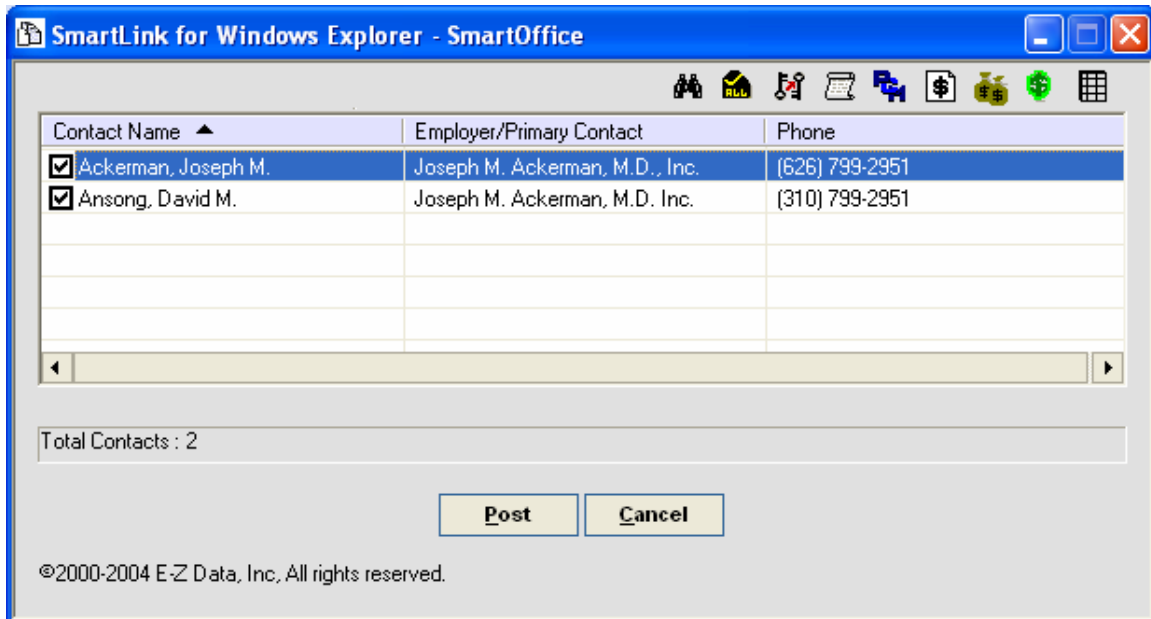 SmartLink for Windows Explorer - SmartOffice
ALL
Contact Name Employer/Primary Contact Phone
Ackerman, Joseph M. Joseph M. Ackerman, M.D., Inc. (626) 799-2951
Ansong, David M. Joseph M. Ackerman, M.D. Inc. (310) 799-2951
Total Contacts : 2
Post Cancel
©2000-2004 E-Z Data, Inc, All rights reserved.